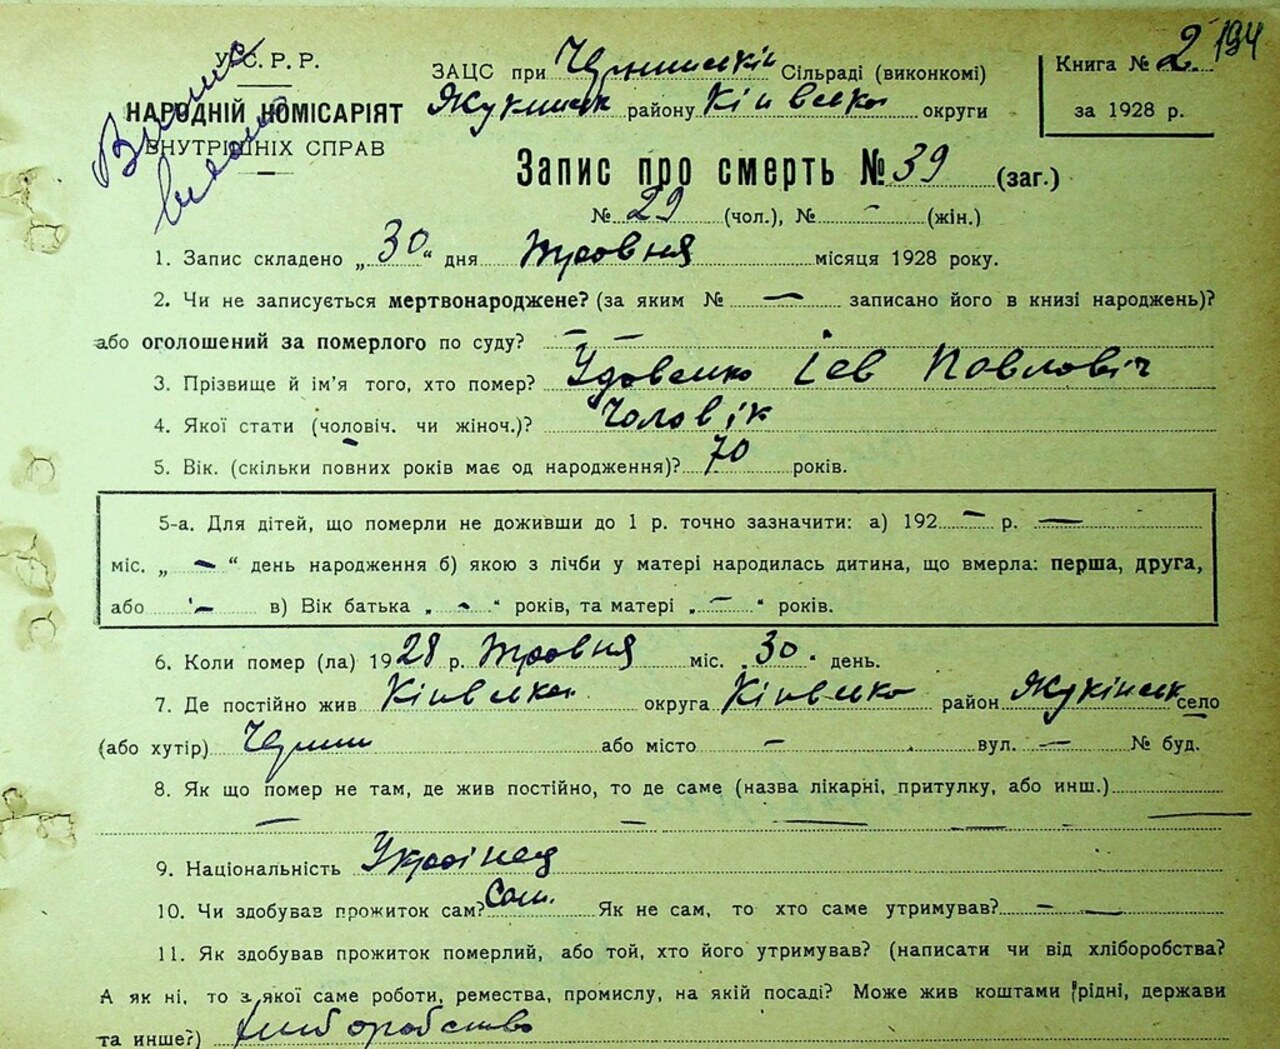 194
У. С. Р. Р.
НАРОДНІЙ КОМІСАРІЯТ
ВНУТРІШНІХ СПРАВ
ЗАЦС при Сільраді (виконкомі)
району Київська округи
Книга № 2
за 1928 р.
Запис про смерть № 39 (заг.)
№ 29 (чол.), № - (жін.)
1. Запис складено „30“ дня травня місяця 1928 року.
2. Чи не записується мертвонароджене? (за яким № — записано його в книзі народжень)?
або оголошений за померлого по суду? — —
3. Прізвище й ім'я того, хто помер? Удовенко Іев Павловіч
4. Якої стати (чоловіч. чи жіноч.)? Чоловік
5. Вік. (скільки повних років має од народження)? 70 років.
5-а. Для дітей, що померли не доживши до 1 р. точно зазначити: а) 192 — р. —
міс. „ — “ день народження б) якою з лічби у матері народилась дитина, що вмерла: перша, друга,
або — в) Вік батька „ - “ років, та матері „ — “ років.
6. Коли помер (ла) 1928 р. травня міс. „30“ день.
7. Де постійно жив Київська округа район село
(або хутір) або місто — вул. — № буд.
8. Як що помер не там, де жив постійно, то де саме (назва лікарні, притулку, або инш.)
— — — — - —
9. Національність Українец
10. Чи здобував прожиток сам? Сам. Як не сам, то хто саме утримував? - —
11. Як здобував прожиток померлий, або той, хто його утримував? (написати чи від хліборобства?
А як ні, то з якої саме роботи, ремества, промислу, на якій посаді? Може жив коштами рідні, держави
та инше?) Хліборобство